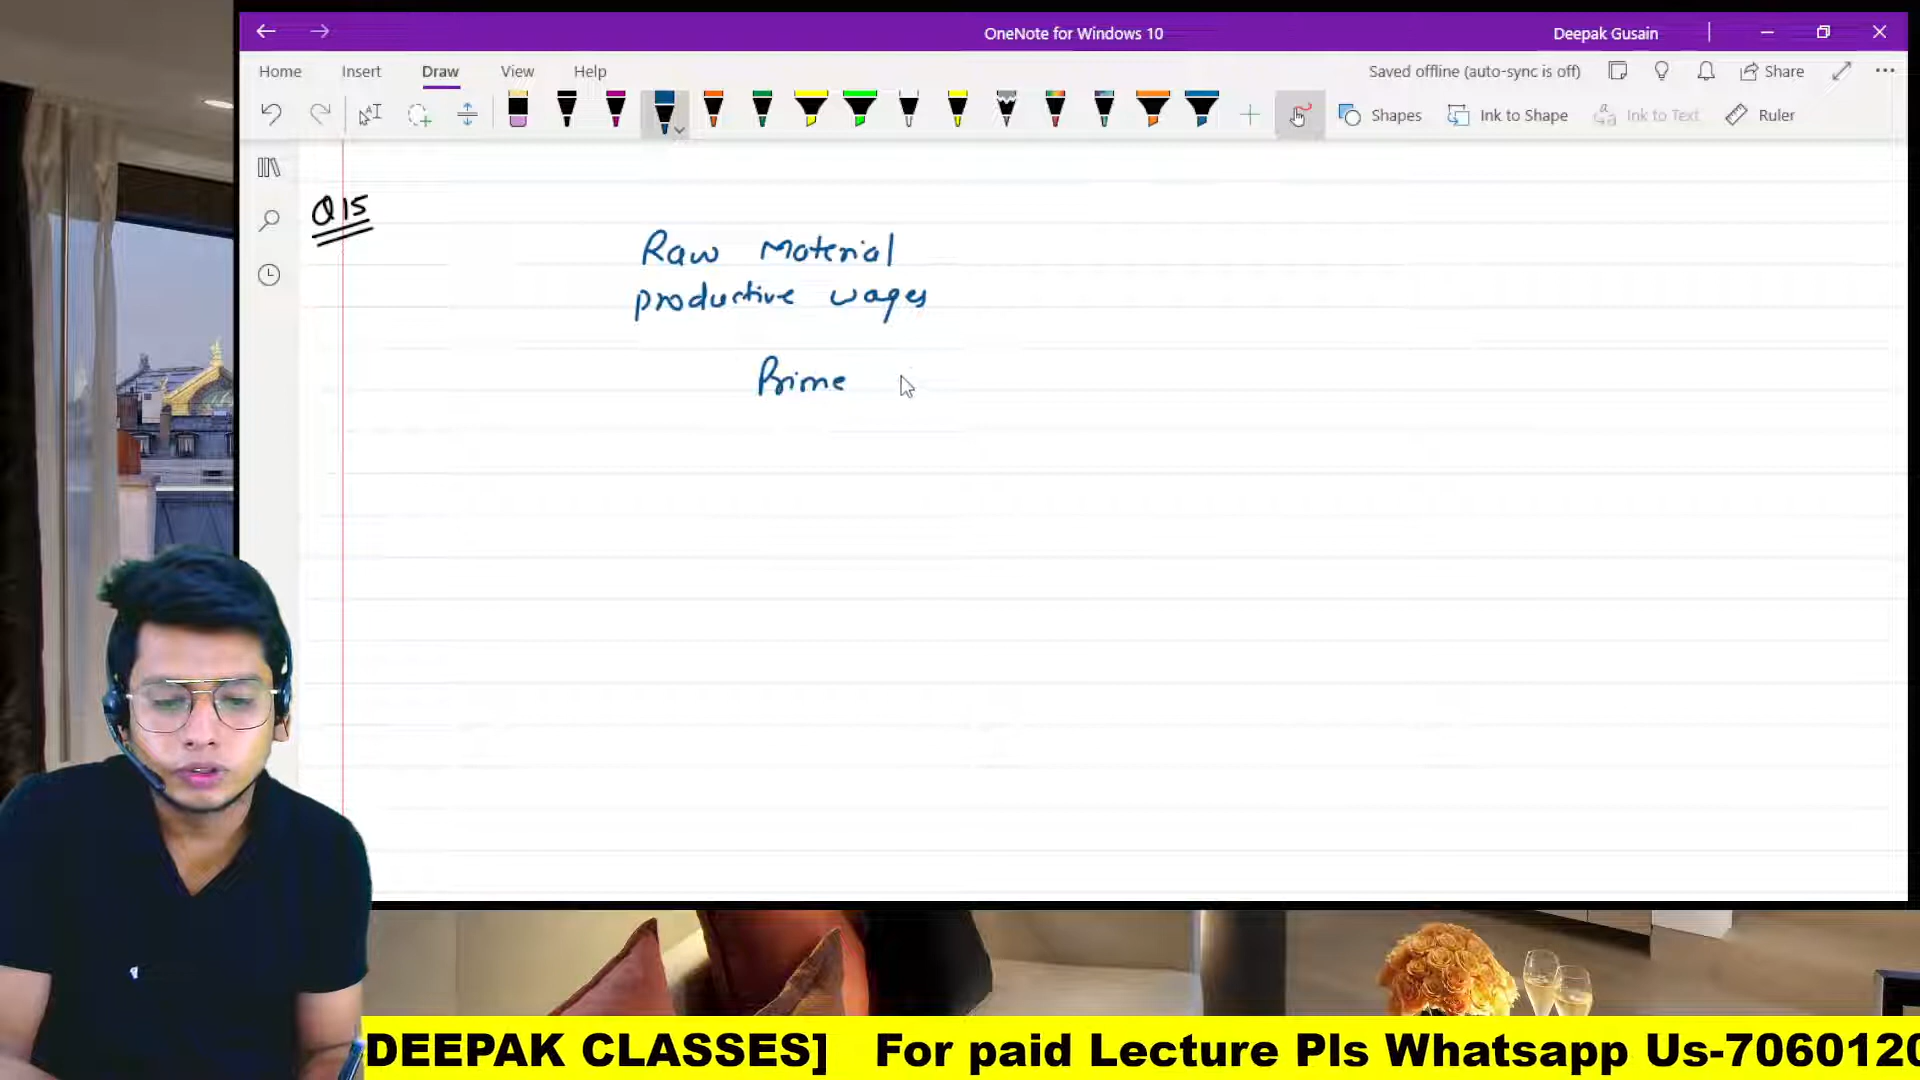 OneNote for Windows 10
Deepak Gusain
Home Insert Draw View Help
Saved offline (auto-sync is off)
Share
Shapes
Ink to Shape
Ink to Text
Ruler
Q15
Raw Material
productive wages
Prime
DEEPAK CLASSES] For paid Lecture Pls Whatsapp Us-7060120